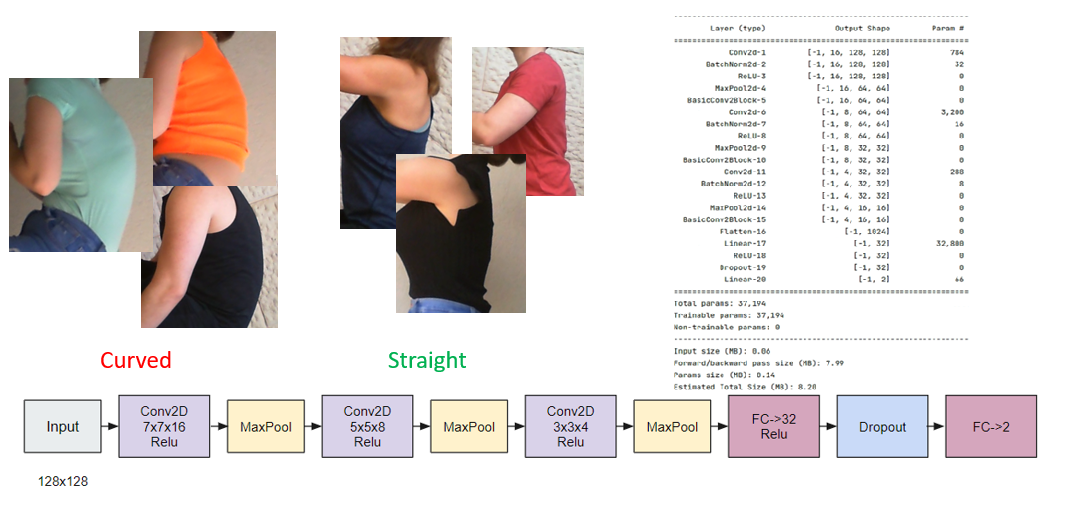 Layer (type) Output Shape Param #
Conv2d-1 [-1, 16, 128, 128] 784
BatchNorm2d-2 [-1, 16, 128, 128] 32
ReLU-3 [-1, 16, 128, 128] 0
MaxPool2d-4 [-1, 16, 64, 64] 0
BasicConv2Block-5 [-1, 16, 64, 64] 0
Conv2d-6 [-1, 8, 64, 64] 3,200
BatchNorm2d-7 [-1, 8, 64, 64] 16
ReLU-8 [-1, 8, 64, 64] 0
MaxPool2d-9 [-1, 8, 32, 32] 0
BasicConv2Block-10 [-1, 8, 32, 32] 0
Conv2d-11 [-1, 4, 32, 32] 288
BatchNorm2d-12 [-1, 4, 32, 32] 8
ReLU-13 [-1, 4, 32, 32] 0
MaxPool2d-14 [-1, 4, 16, 16] 0
BasicConv2Block-15 [-1, 4, 16, 16] 0
Flatten-16 [-1, 1024] 0
Linear-17 [-1, 32] 32,800
ReLU-18 [-1, 32] 0
Dropout-19 [-1, 32] 0
Linear-20 [-1, 2] 66
Total params: 37,194
Trainable params: 37,194
Non-trainable params: 0
Input size (MB): 0.06
Forward/backward pass size (MB): 7.99
Params size (MB): 0.14
Estimated Total Size (MB): 8.20
Curved
Straight
Input
Conv2D
7x7x16
Relu
MaxPool
Conv2D
5x5x8
Relu
MaxPool
Conv2D
3x3x4
Relu
MaxPool
FC->32
Relu
Dropout
FC->2
128x128